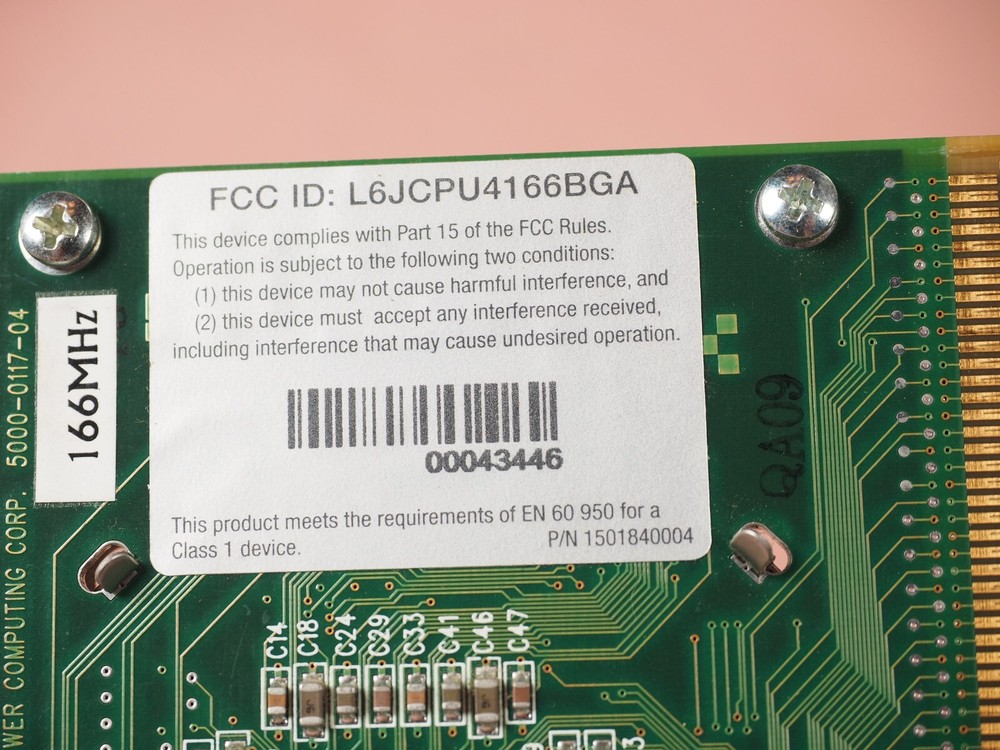 FCC ID: L6JCPU4166BGA
This device complies with Part 15 of the FCC Rules.
Operation is subject to the following two conditions:
(1) this device may not cause harmful interference, and
(2) this device must accept any interference received,
including interference that may cause undesired operation.
00043446
This product meets the requirements of EN 60 950 for a
Class 1 device.
P/N 1501840004
166MHz
WER COMPUTING CORP. 5000-0117-04
QA09
C14
C18
C24
C29
C33
C41
C46
C47